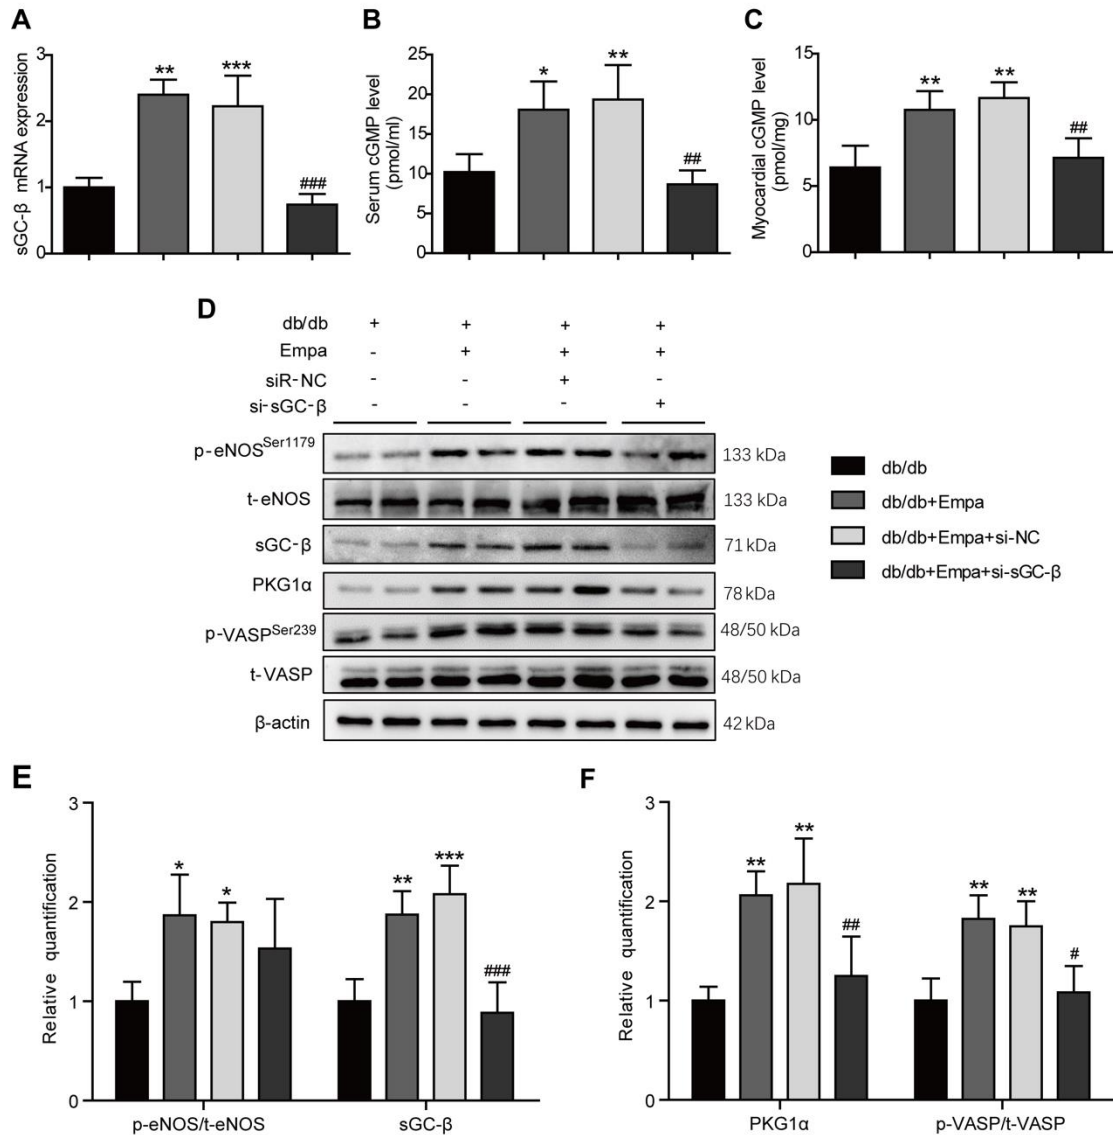 A
sGC-β mRNA expression
3
2
1
0
**
***
###
B
Serum cGMP level
(pmol/ml)
25
20
15
10
5
0
*
**
##
C
Myocardial cGMP level
(pmol/mg)
15
10
5
0
**
**
##
D
db/db + + + +
Empa - + + +
siR-NC - - + -
si-sGC-β - - - +
p-eNOSSer1179 133 kDa
t-eNOS 133 kDa
sGC-β 71 kDa
PKG1α 78 kDa
p-VASPSer239 48/50 kDa
t-VASP 48/50 kDa
β-actin 42 kDa
db/db
db/db+Empa
db/db+Empa+si-NC
db/db+Empa+si-sGC-β
E
Relative quantification
3
2
1
0
*
*
**
***
###
p-eNOS/t-eNOS sGC-β
F
Relative quantification
3
2
1
0
**
**
##
**
**
#
PKG1α p-VASP/t-VASP